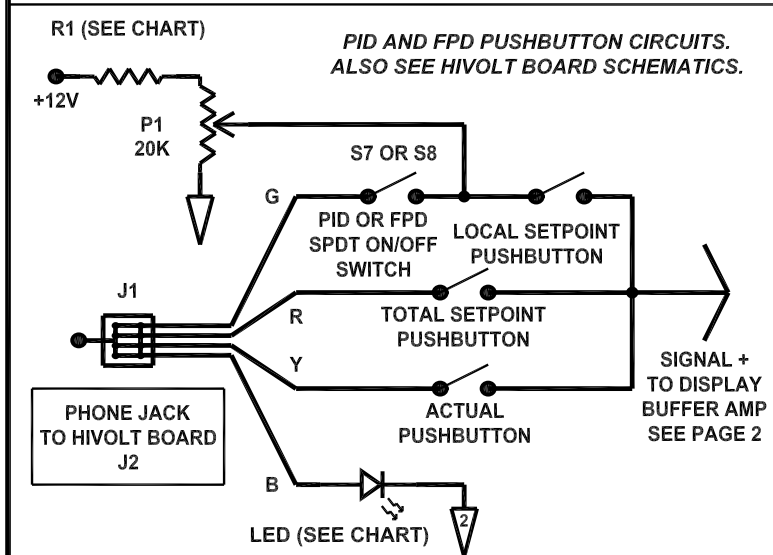 R1 (SEE CHART)
PID AND FPD PUSHBUTTON CIRCUITS.
ALSO SEE HIVOLT BOARD SCHEMATICS.
+12V
P1
20K
S7 OR S8
G
PID OR FPD
SPDT ON/OFF
SWITCH
LOCAL SETPOINT
PUSHBUTTON
J1
R
TOTAL SETPOINT
PUSHBUTTON
Y
ACTUAL
PUSHBUTTON
SIGNAL +
TO DISPLAY
BUFFER AMP
SEE PAGE 2
PHONE JACK
TO HIVOLT BOARD
J2
B
LED (SEE CHART)
2